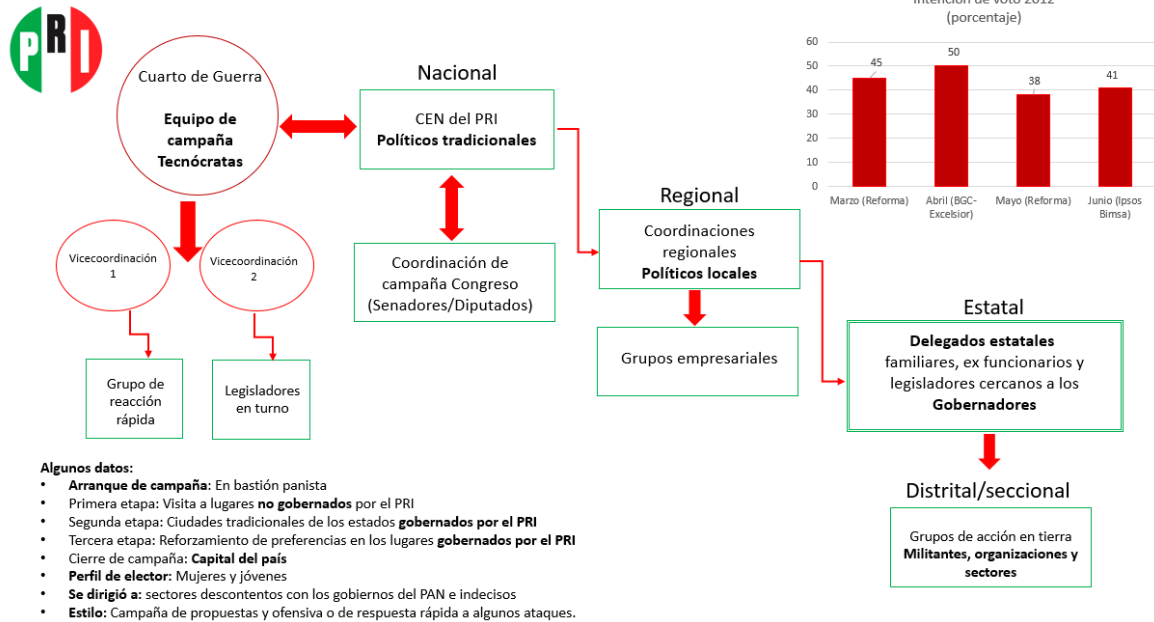 PRI
Cuarto de Guerra
Equipo de
campaña
Tecnócratas
Vicecoordinación
1
Vicecoordinación
2
Grupo de
reacción
rápida
Legisladores
en turno
Nacional
CEN del PRI
Políticos tradicionales
Coordinación de
campaña Congreso
(Senadores/Diputados)
Regional
Coordinaciones
regionales
Políticos locales
Grupos empresariales
Intención de voto 2012
(porcentaje)
60
50
40
30
20
10
0
45
50
38
41
Marzo (Reforma)
Abril (BGC-
Excelsior)
Mayo (Reforma)
Junio (Ipsos
Bimsa)
Estatal
Delegados estatales
familiares, ex funcionarios y
legisladores cercanos a los
Gobernadores
Distrital/seccional
Grupos de acción en tierra
Militantes, organizaciones y
sectores
Algunos datos:
• Arranque de campaña: En bastión panista
• Primera etapa: Visita a lugares no gobernados por el PRI
• Segunda etapa: Ciudades tradicionales de los estados gobernados por el PRI
• Tercera etapa: Reforzamiento de preferencias en los lugares gobernados por el PRI
• Cierre de campaña: Capital del país
• Perfil de elector: Mujeres y jóvenes
• Se dirigió a: sectores descontentos con los gobiernos del PAN e indecisos
• Estilo: Campaña de propuestas y ofensiva o de respuesta rápida a algunos ataques.